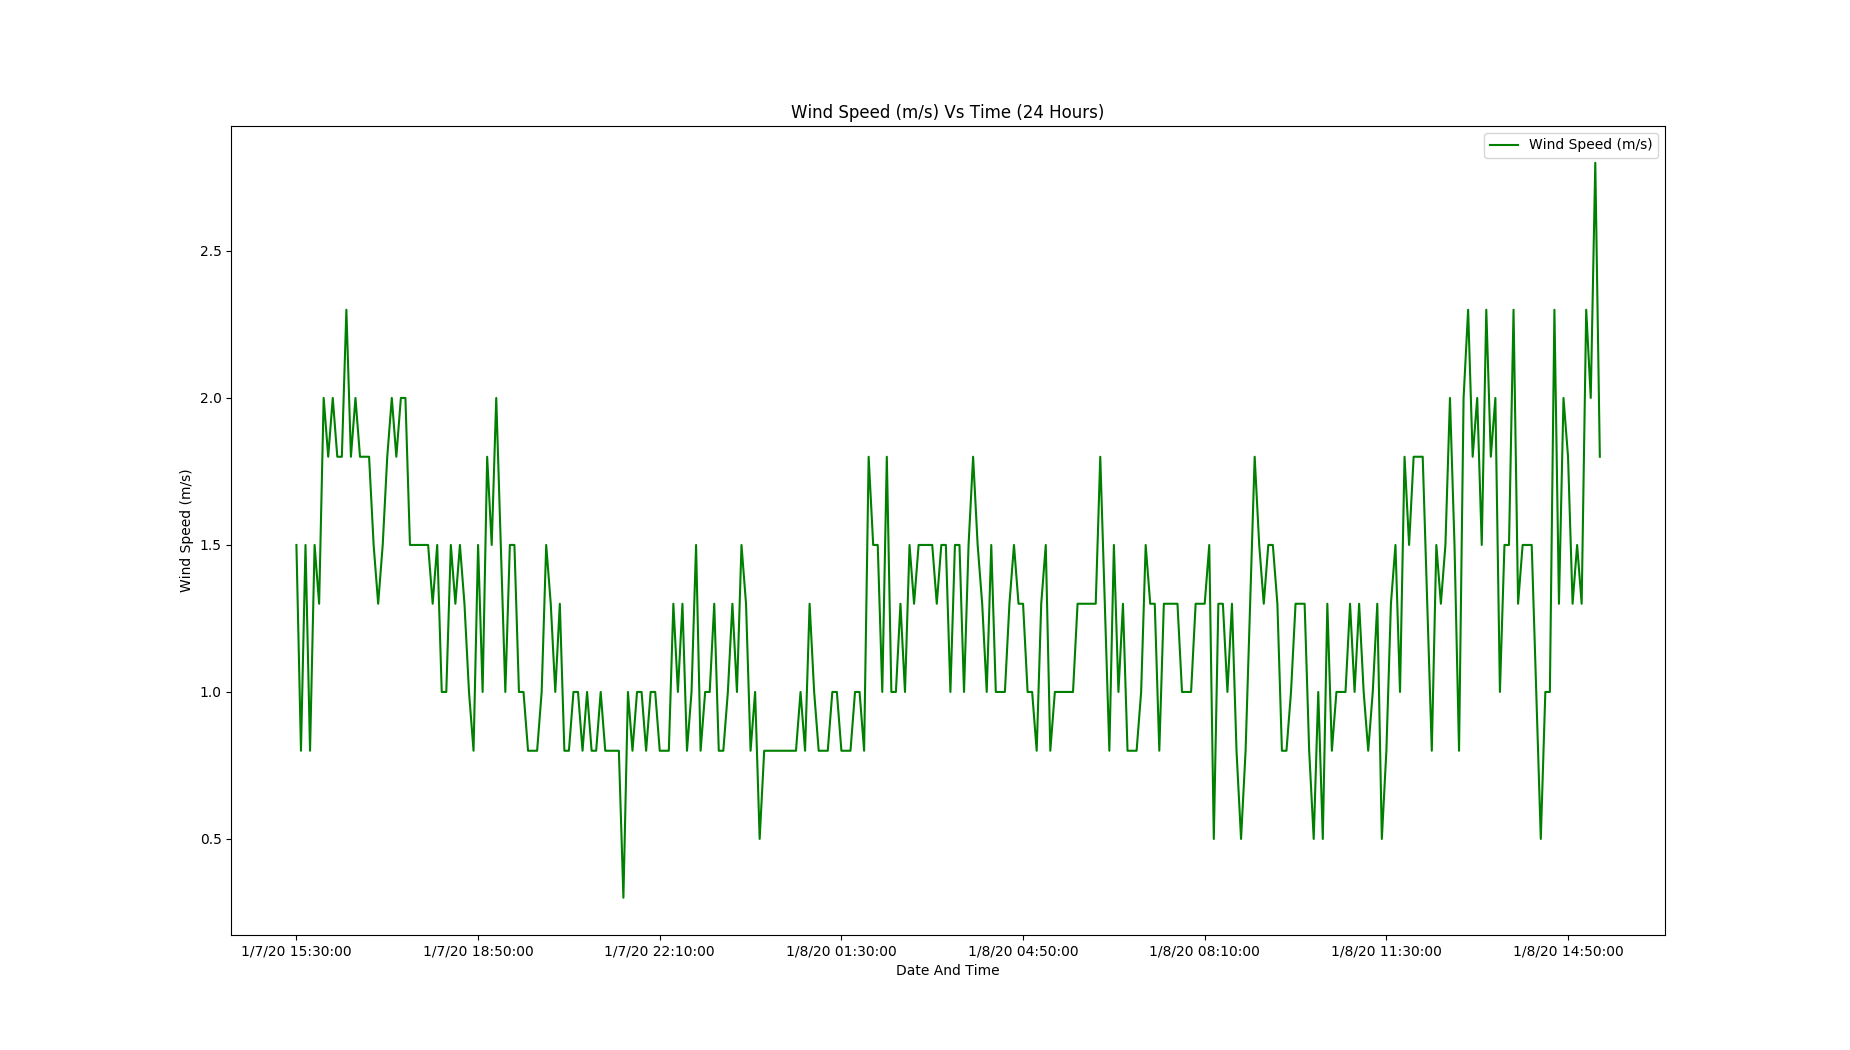 Wind Speed (m/s) Vs Time (24 Hours)
Wind Speed (m/s)
2.5
2.0
1.5
1.0
0.5
Wind Speed (m/s)
1/7/20 15:30:00 1/7/20 18:50:00 1/7/20 22:10:00 1/8/20 01:30:00 1/8/20 04:50:00 1/8/20 08:10:00 1/8/20 11:30:00 1/8/20 14:50:00
Date And Time